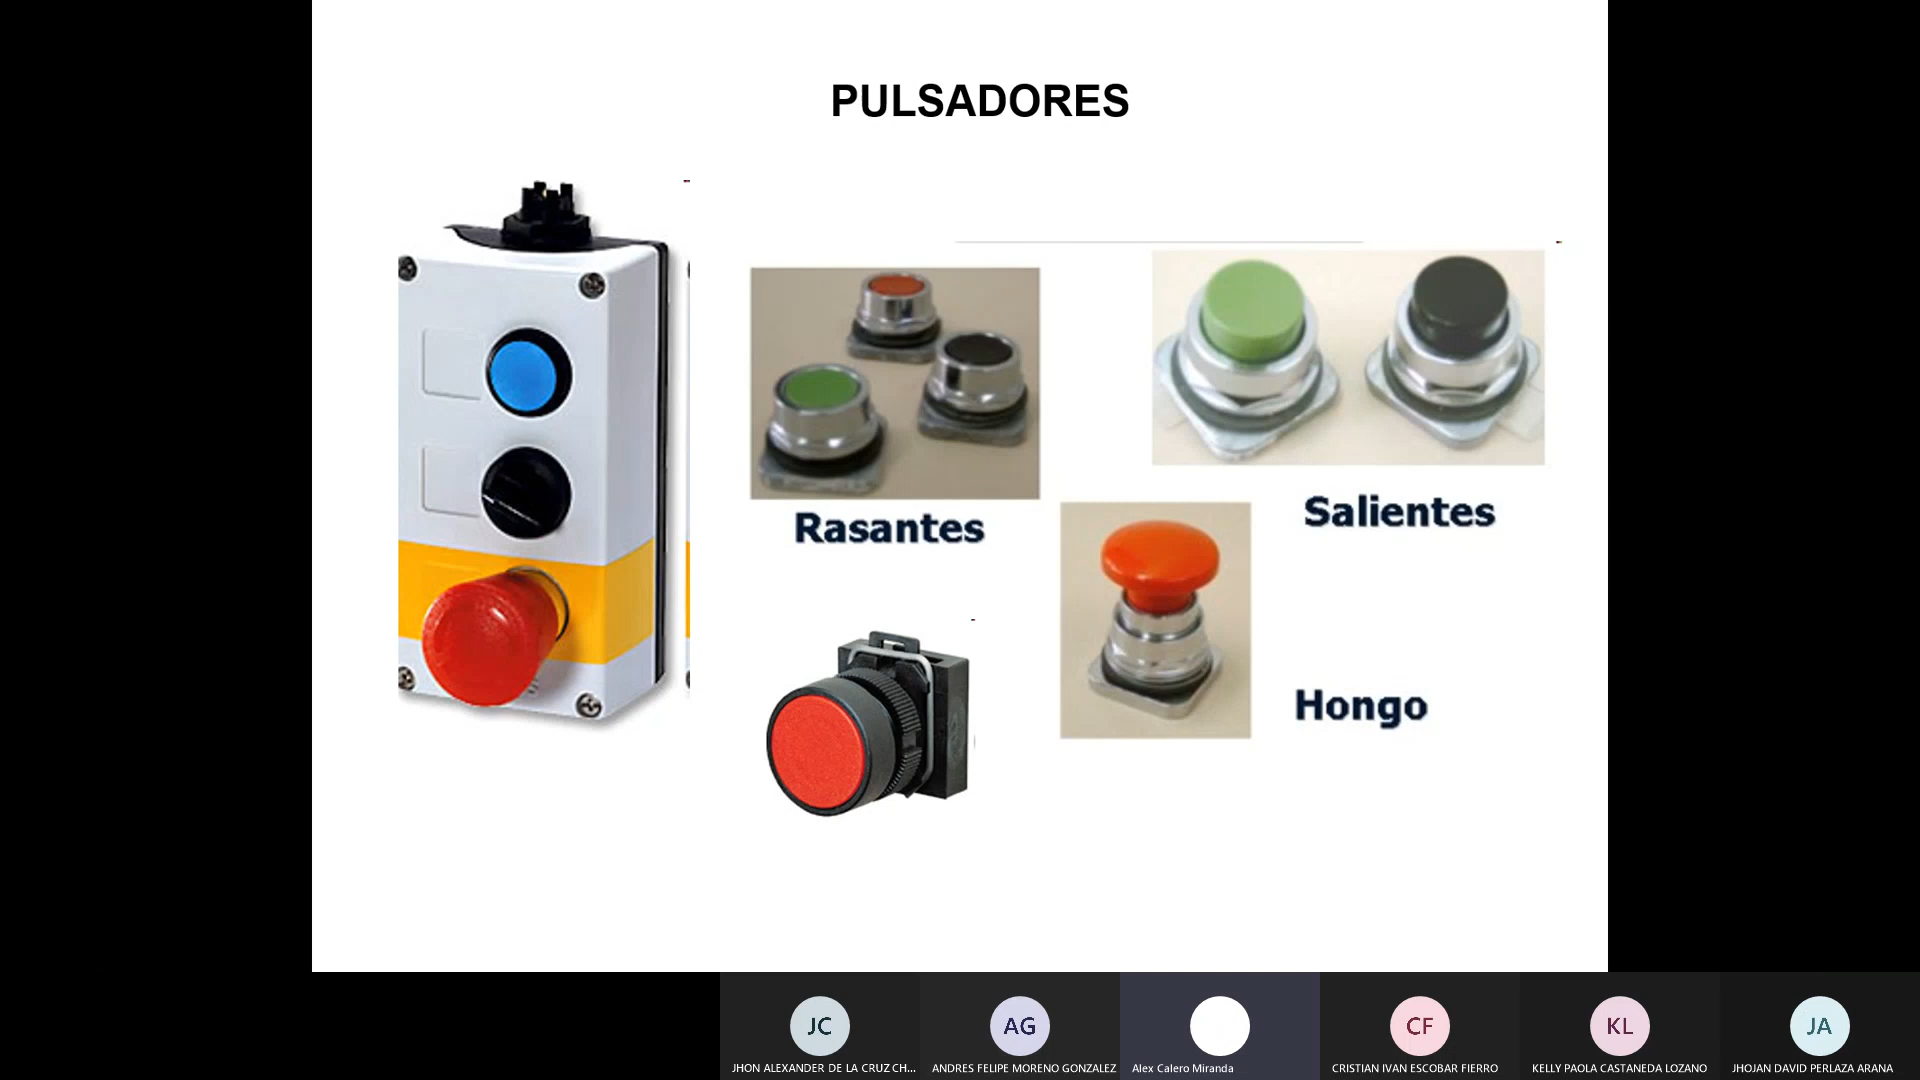 PULSADORES
Rasantes
Salientes
Hongo
JC
AG
CF
KL
JA
JHON ALEXANDER DE LA CRUZ CH...
ANDRES FELIPE MORENO GONZALEZ
Alex Calero Miranda
CRISTIAN IVAN ESCOBAR FIERRO
KELLY PAOLA CASTAÑEDA LOZANO
JHOJAN DAVID PERLAZA ARANA